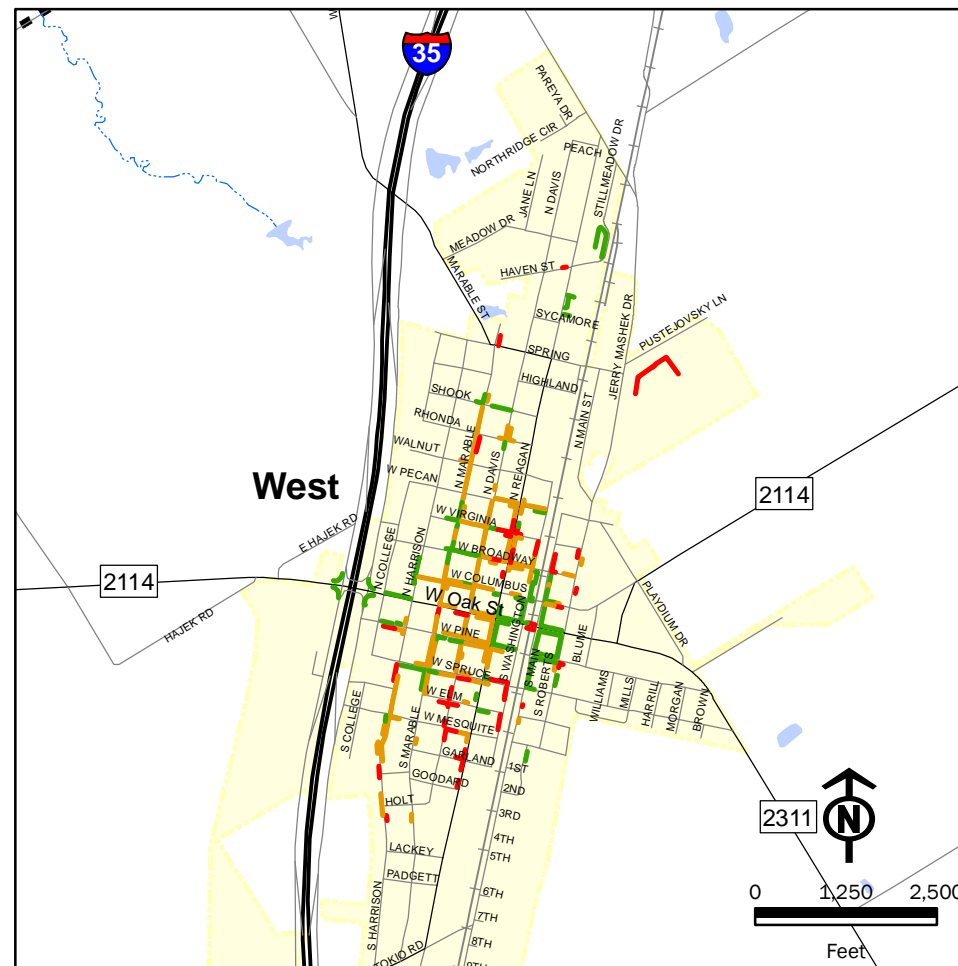 35
PAREYA DR
NORTHRIDGE CIR
PEACH
STILLMEADOW DR
JANE LN
N DAVIS
MEADOW DR
HAVEN ST
MARABLE ST
SYCAMORE
JERRY MASHEK DR
PUSTEJOVSKY LN
SPRING
HIGHLAND
SHOOK
N MAIN ST
RHONDA
N MARABLE
WALNUT
N DAVIS
N REAGAN
W PECAN
West
2114
W VIRGINIA
E HAJEK RD
N COLLEGE
N HARRISON
W BROADWAY
2114
W COLUMBUS
W Oak St
PLAYDIUM DR
HAJEK RD
W PINE
S WASHINGTON
S MAIN
BLUME
W SPRUCE
S ROBERTS
WILLIAMS
MILLS
HARRILL
MORGAN
BROWN
W ELM
S COLLEGE
S MARABLE
W MESQUITE
GARLAND
1ST
GOODARD
2ND
HOLT
3RD
2311
N
4TH
LACKEY
5TH
PADGETT
6TH
0 1,250 2,500
S HARRISON
7TH
8TH
Feet
TOKIO RD